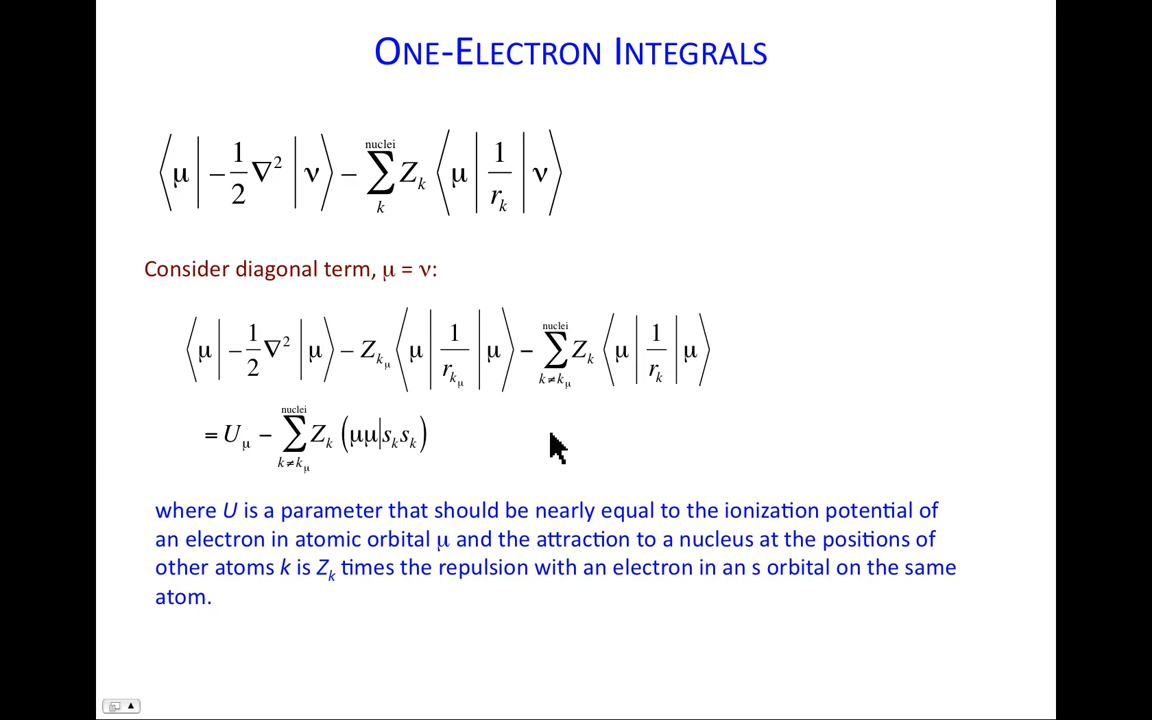 ONE-ELECTRON INTEGRALS
⟨μ| −1/2 ∇² |ν⟩ − ∑_k^nuclei Z_k ⟨μ| 1/r_k |ν⟩
Consider diagonal term, μ = ν:
⟨μ| −1/2 ∇² |μ⟩ − Z_{k_μ} ⟨μ| 1/r_{k_μ} |μ⟩ − ∑_{k≠k_μ}^nuclei Z_k ⟨μ| 1/r_k |μ⟩
= U_μ − ∑_{k≠k_μ}^nuclei Z_k (μμ|s_k s_k)
where U is a parameter that should be nearly equal to the ionization potential of
an electron in atomic orbital μ and the attraction to a nucleus at the positions of
other atoms k is Z_k times the repulsion with an electron in an s orbital on the same
atom.